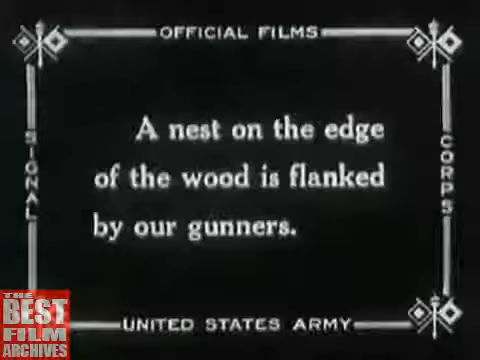 OFFICIAL FILMS
A nest on the edge
of the wood is flanked
by our gunners.
SIGNAL
CORPS
UNITED STATES ARMY
THE
BEST
FILM
ARCHIVES